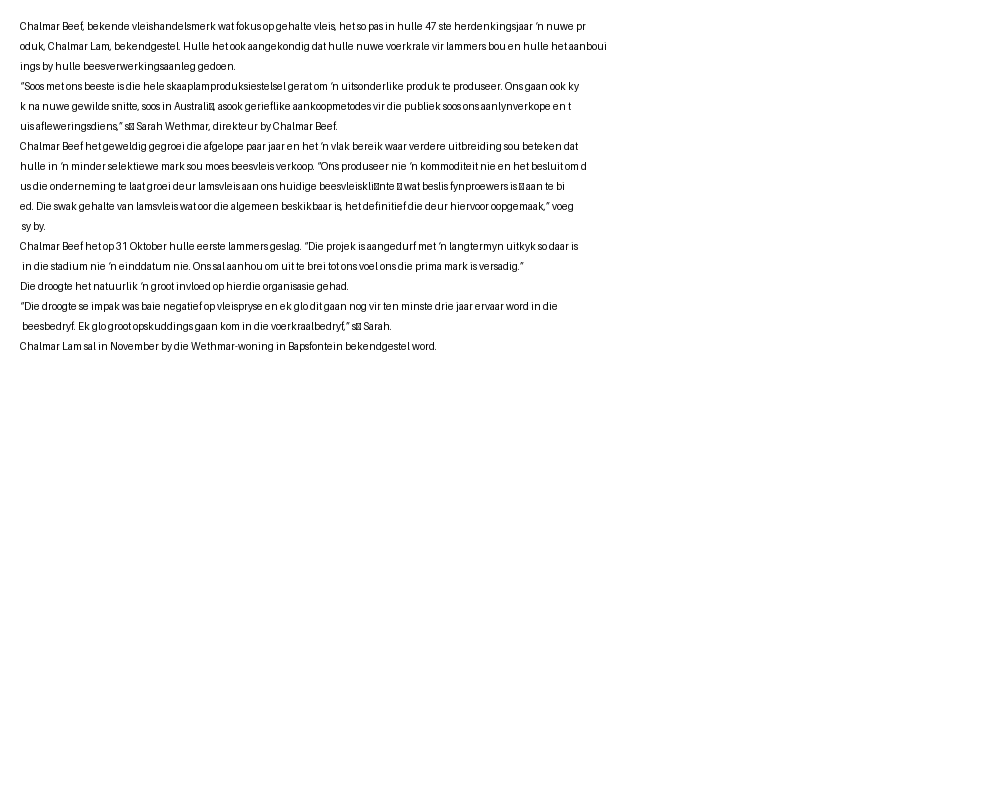 Chalmar Beef, bekende vleishandelsmerk wat fokus op gehalte vleis, het so pas in hulle 47 ste herdenkingsjaar ’n nuwe pr
oduk, Chalmar Lam, bekendgestel. Hulle het ook aangekondig dat hulle nuwe voerkrale vir lammers bou en hulle het aanboui
ings by hulle beesverwerkingsaanleg gedoen.
“Soos met ons beeste is die hele skaaplamproduksiestelsel gerat om ’n uitsonderlike produk te produseer. Ons gaan ook ky
k na nuwe gewilde snitte, soos in Australi▯, asook gerieflike aankoopmetodes vir die publiek soos ons aanlynverkope en t
uisafleweringsdiens,” s▯ Sarah Wethmar, direkteur by Chalmar Beef.
Chalmar Beef het geweldig gegroei die afgelope paar jaar en het ’n vlak bereik waar verdere uitbreiding sou beteken dat
hulle in ’n minder selektiewe mark sou moes beesvleis verkoop. “Ons produseer nie ’n kommoditeit nie en het besluit om d
us die onderneming te laat groei deur lamsvleis aan ons huidige beesvleiskli▯nte ▯ wat beslis fynproewers is ▯ aan te bi
ed. Die swak gehalte van lamsvleis wat oor die algemeen beskikbaar is, het definitief die deur hiervoor oopgemaak,” voeg
sy by.
Chalmar Beef het op 31 Oktober hulle eerste lammers geslag. “Die projek is aangedurf met ’n langtermyn uitkyk so daar is
in die stadium nie ’n einddatum nie. Ons sal aanhou om uit te brei tot ons voel ons die prima mark is versadig.”
Die droogte het natuurlik ’n groot invloed op hierdie organisasie gehad.
“Die droogte se impak was baie negatief op vleispryse en ek glo dit gaan nog vir ten minste drie jaar ervaar word in die
beesbedryf. Ek glo groot opskuddings gaan kom in die voerkraalbedryf,” s▯ Sarah.
Chalmar Lam sal in November by die Wethmar-woning in Bapsfontein bekendgestel word.